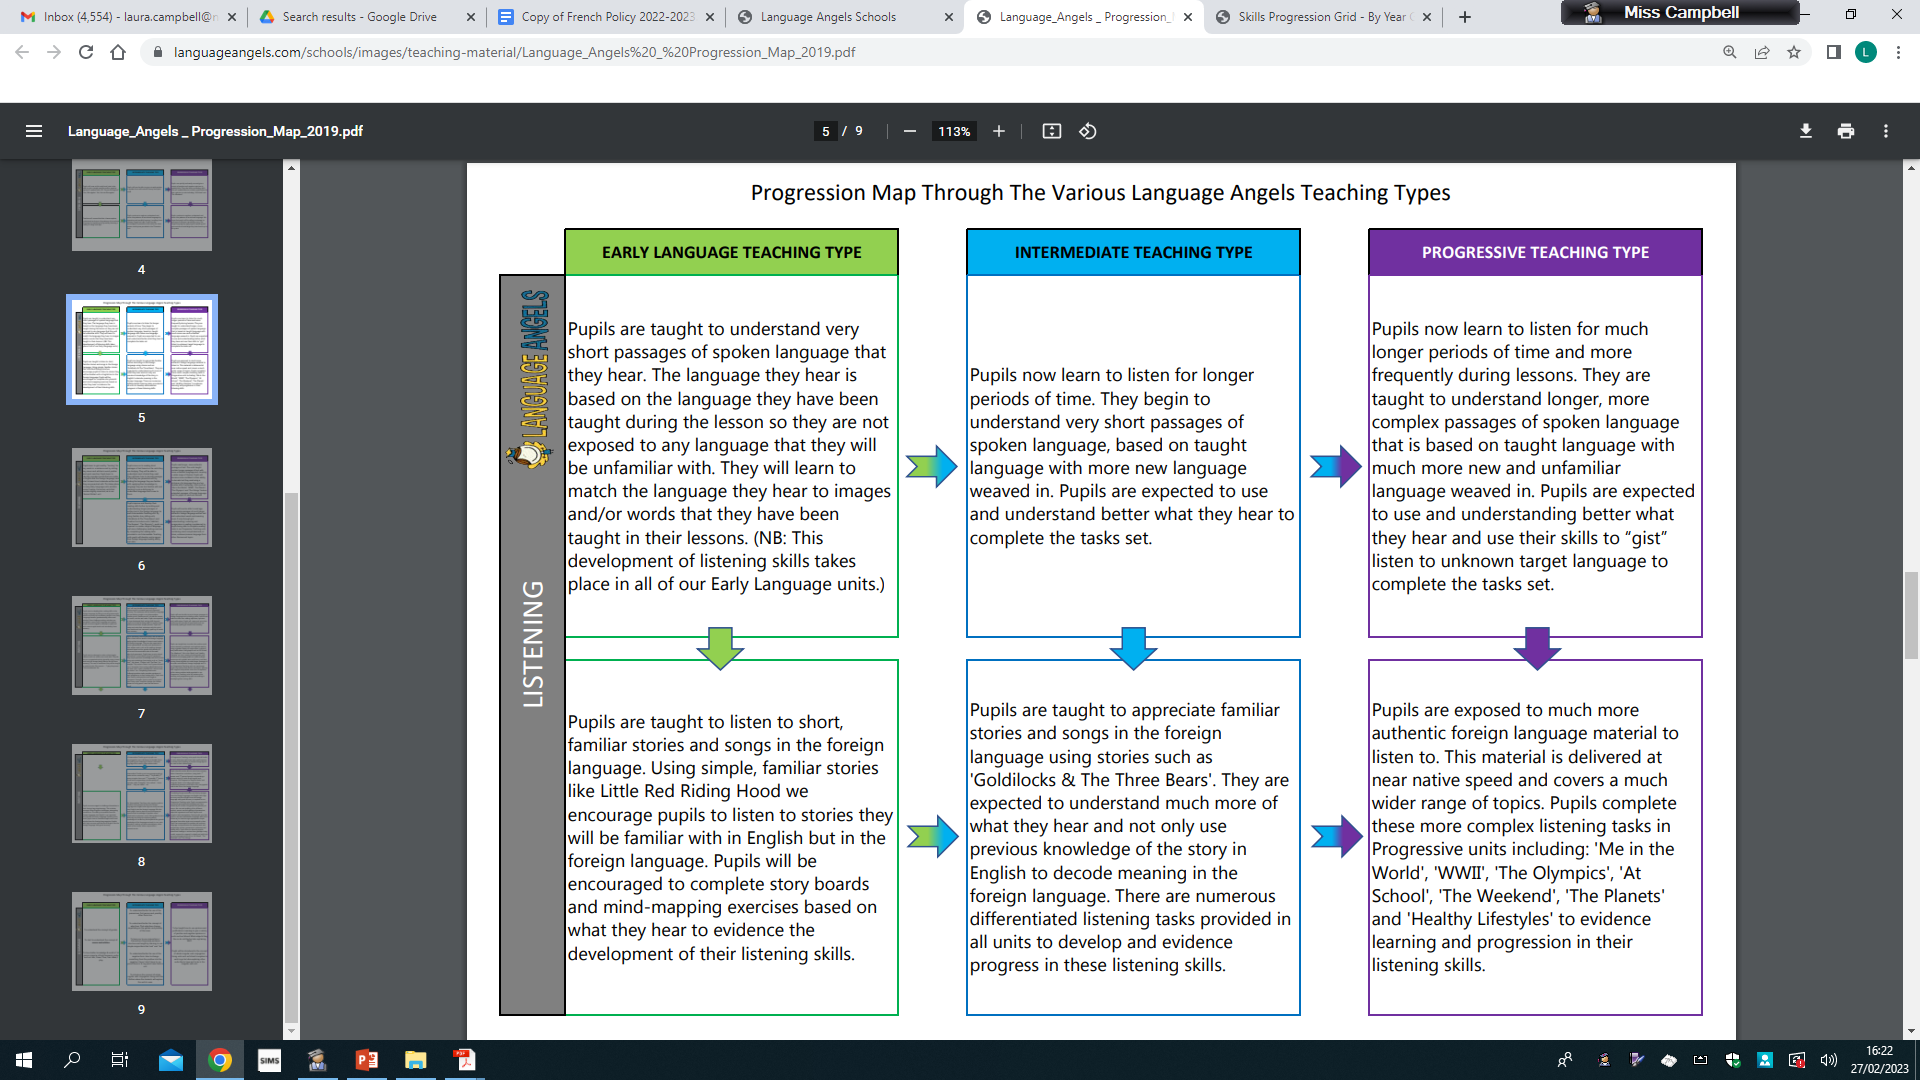 Inbox (4,554) - laura.campbell@n
Search results - Google Drive
Copy of French Policy 2022-2023
Language Angels Schools
Language_Angels _ Progression_
Skills Progression Grid - By Year
Miss Campbell
languageangels.com/schools/images/teaching-material/Language_Angels%20_%20Progression_Map_2019.pdf
L
Language_Angels _ Progression_Map_2019.pdf
5 / 9
113%
4
5
6
7
8
9
Progression Map Through The Various Language Angels Teaching Types
LANGUAGE ANGELS
LISTENING
EARLY LANGUAGE TEACHING TYPE
Pupils are taught to understand very
short passages of spoken language that
they hear. The language they hear is
based on the language they have been
taught during the lesson so they are not
exposed to any language that they will
be unfamiliar with. They will learn to
match the language they hear to images
and/or words that they have been
taught in their lessons. (NB: This
development of listening skills takes
place in all of our Early Language units.)
INTERMEDIATE TEACHING TYPE
Pupils now learn to listen for longer
periods of time. They begin to
understand very short passages of
spoken language, based on taught
language with more new language
weaved in. Pupils are expected to use
and understand better what they hear to
complete the tasks set.
PROGRESSIVE TEACHING TYPE
Pupils now learn to listen for much
longer periods of time and more
frequently during lessons. They are
taught to understand longer, more
complex passages of spoken language
that is based on taught language with
much more new and unfamiliar
language weaved in. Pupils are expected
to use and understanding better what
they hear and use their skills to “gist”
listen to unknown target language to
complete the tasks set.
Pupils are taught to listen to short,
familiar stories and songs in the foreign
language. Using simple, familiar stories
like Little Red Riding Hood we
encourage pupils to listen to stories they
will be familiar with in English but in the
foreign language. Pupils will be
encouraged to complete story boards
and mind-mapping exercises based on
what they hear to evidence the
development of their listening skills.
Pupils are taught to appreciate familiar
stories and songs in the foreign
language using stories such as
'Goldilocks & The Three Bears'. They are
expected to understand much more of
what they hear and not only use
previous knowledge of the story in
English to decode meaning in the
foreign language. There are numerous
differentiated listening tasks provided in
all units to develop and evidence
progress in these listening skills.
Pupils are exposed to much more
authentic foreign language material to
listen to. This material is delivered at
near native speed and covers a much
wider range of topics. Pupils complete
these more complex listening tasks in
Progressive units including: 'Me in the
World', 'WWII', 'The Olympics', 'At
School', 'The Weekend', 'The Planets'
and 'Healthy Lifestyles' to evidence
learning and progression in their
listening skills.
SIMS
16:22
27/02/2023